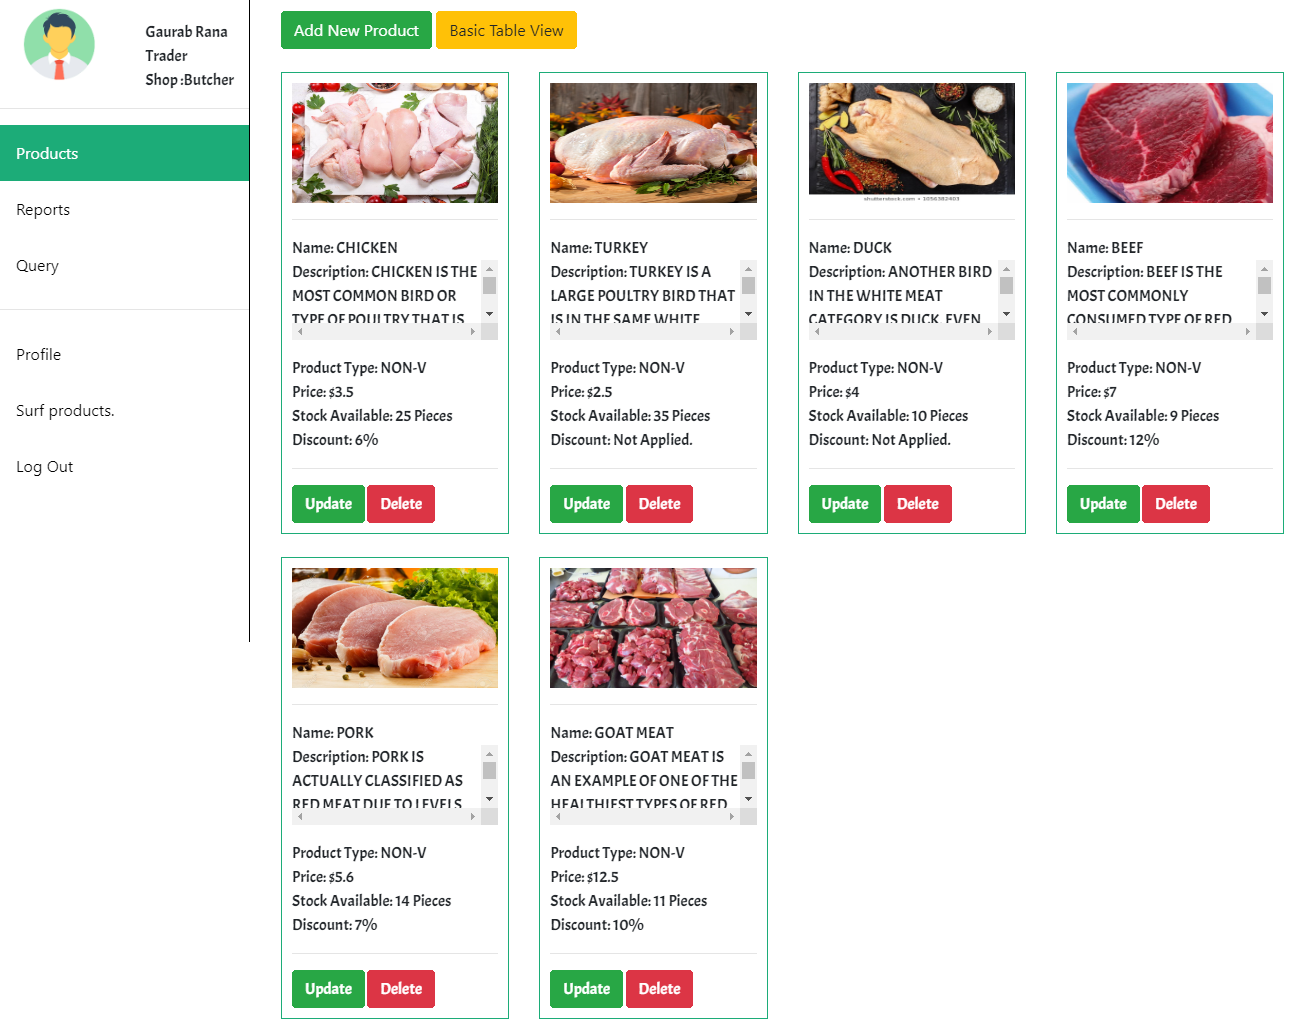 Gaurab Rana
Trader
Shop :Butcher
Products
Reports
Query
Profile
Surf products.
Log Out
Add New Product
Basic Table View
Name: CHICKEN
Description: CHICKEN IS THE
MOST COMMON BIRD OR
TYPE OF POULTRY THAT IS
Product Type: NON-V
Price: $3.5
Stock Available: 25 Pieces
Discount: 6%
Update
Delete
Name: TURKEY
Description: TURKEY IS A
LARGE POULTRY BIRD THAT
IS IN THE SAME WHITE
Product Type: NON-V
Price: $2.5
Stock Available: 35 Pieces
Discount: Not Applied.
Update
Delete
shutterstock.com • 1056382403
Name: DUCK
Description: ANOTHER BIRD
IN THE WHITE MEAT
CATEGORY IS DUCK. EVEN
Product Type: NON-V
Price: $4
Stock Available: 10 Pieces
Discount: Not Applied.
Update
Delete
Name: BEEF
Description: BEEF IS THE
MOST COMMONLY
CONSUMED TYPE OF RED
Product Type: NON-V
Price: $7
Stock Available: 9 Pieces
Discount: 12%
Update
Delete
Name: PORK
Description: PORK IS
ACTUALLY CLASSIFIED AS
RED MEAT DUE TO LEVELS
Product Type: NON-V
Price: $5.6
Stock Available: 14 Pieces
Discount: 7%
Update
Delete
Name: GOAT MEAT
Description: GOAT MEAT IS
AN EXAMPLE OF ONE OF THE
HEALTHIEST TYPES OF RED
Product Type: NON-V
Price: $12.5
Stock Available: 11 Pieces
Discount: 10%
Update
Delete